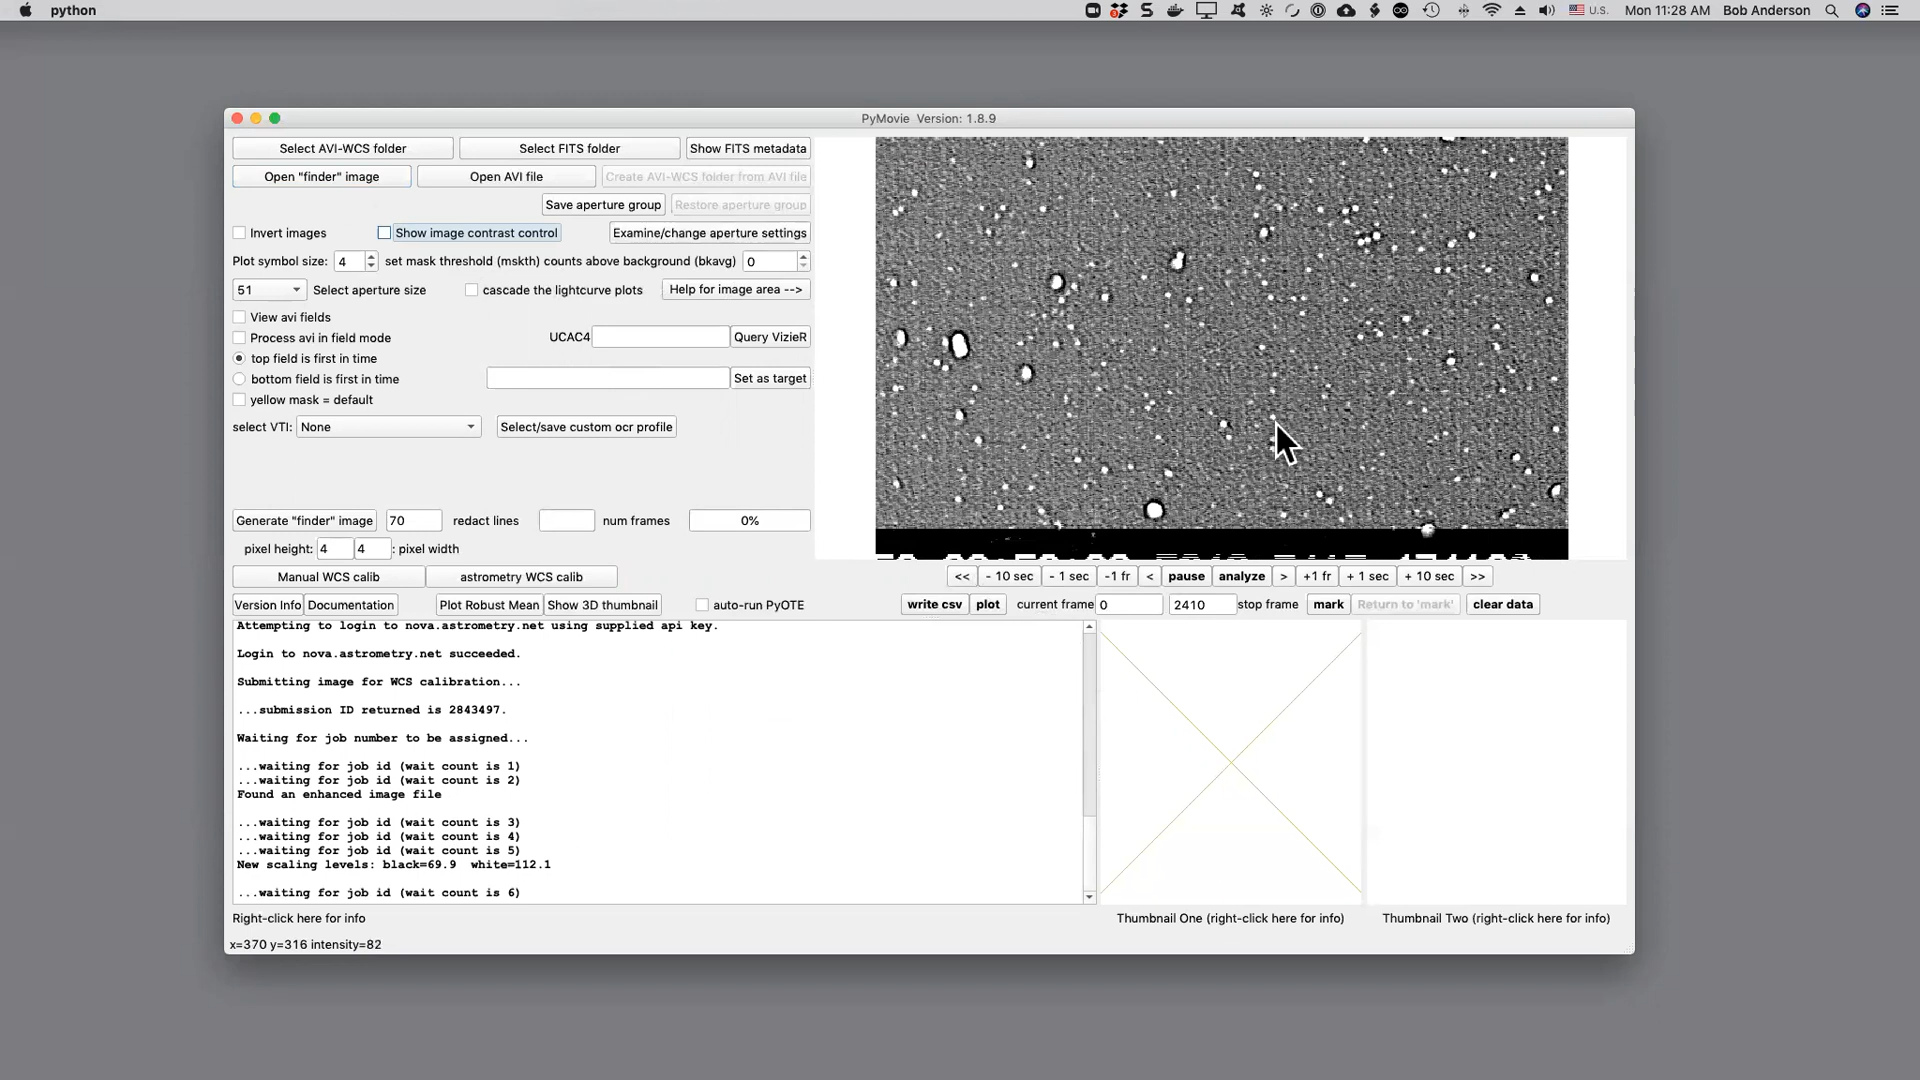 python
U.S.
Mon 11:28 AM
Bob Anderson
PyMovie Version: 1.8.9
Select AVI-WCS folder
Select FITS folder
Show FITS metadata
Open "finder" image
Open AVI file
Create AVI-WCS folder from AVI file
Save aperture group
Restore aperture group
Invert images
Show image contrast control
Examine/change aperture settings
Plot symbol size: 4
set mask threshold (mskth) counts above background (bkavg) 0
51 Select aperture size
cascade the lightcurve plots
Help for image area -->
View avi fields
Process avi in field mode
UCAC4
Query VizieR
top field is first in time
bottom field is first in time
Set as target
yellow mask = default
select VTI: None
Select/save custom ocr profile
Generate "finder" image
70 redact lines
num frames
0%
pixel height: 4 4 : pixel width
Manual WCS calib
astrometry WCS calib
<< - 10 sec - 1 sec -1 fr < pause analyze > +1 fr + 1 sec + 10 sec >>
Version Info
Documentation
Plot Robust Mean
Show 3D thumbnail
auto-run PyOTE
write csv
plot
current frame 0
2410 stop frame
mark
Return to 'mark'
clear data
Attempting to login to nova.astrometry.net using supplied api key.
Login to nova.astrometry.net succeeded.
Submitting image for WCS calibration...
...submission ID returned is 2843497.
Waiting for job number to be assigned...
...waiting for job id (wait count is 1)
...waiting for job id (wait count is 2)
Found an enhanced image file
...waiting for job id (wait count is 3)
...waiting for job id (wait count is 4)
...waiting for job id (wait count is 5)
New scaling levels: black=69.9 white=112.1
...waiting for job id (wait count is 6)
Right-click here for info
Thumbnail One (right-click here for info)
Thumbnail Two (right-click here for info)
x=370 y=316 intensity=82